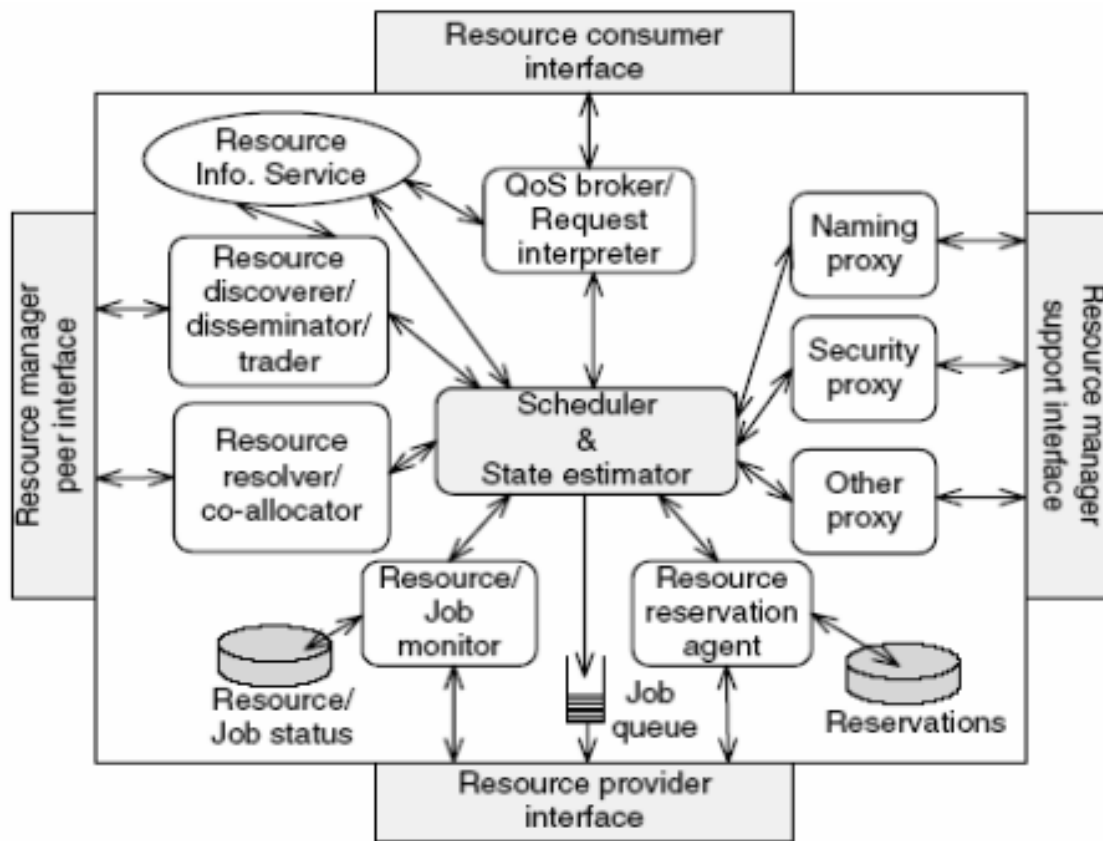 Resource consumer
interface
Resource
Info. Service
QoS broker/
Request
interpreter
Naming
proxy
Resource
discoverer/
disseminator/
trader
Security
proxy
Resource manager
peer interface
Resource manager
support interface
Scheduler
&
State estimator
Resource
resolver/
co-allocator
Other
proxy
Resource/
Job
monitor
Resource
reservation
agent
Resource/
Job status
Job
queue
Reservations
Resource provider
interface